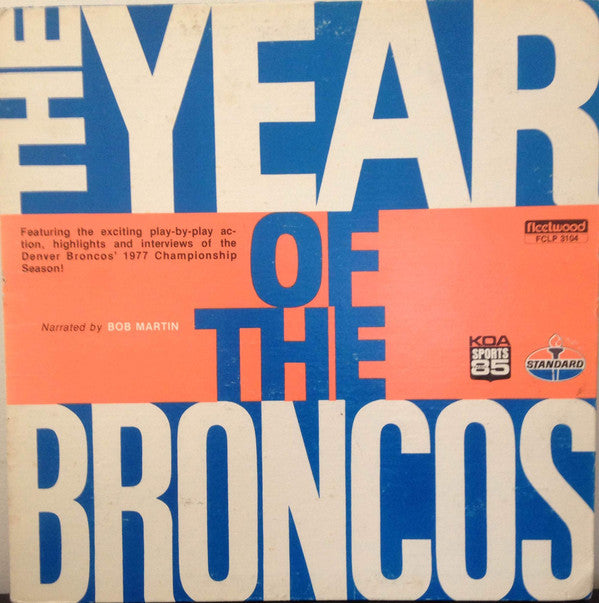 THE YEAR
Featuring the exciting play-by-play ac-
tion, highlights and interviews of the
Denver Broncos' 1977 Championship
Season!
fleetwood
FCLP 3104
OF
Narrated by BOB MARTIN
THE
KOA
SPORTS
85
STANDARD
BRONCOS